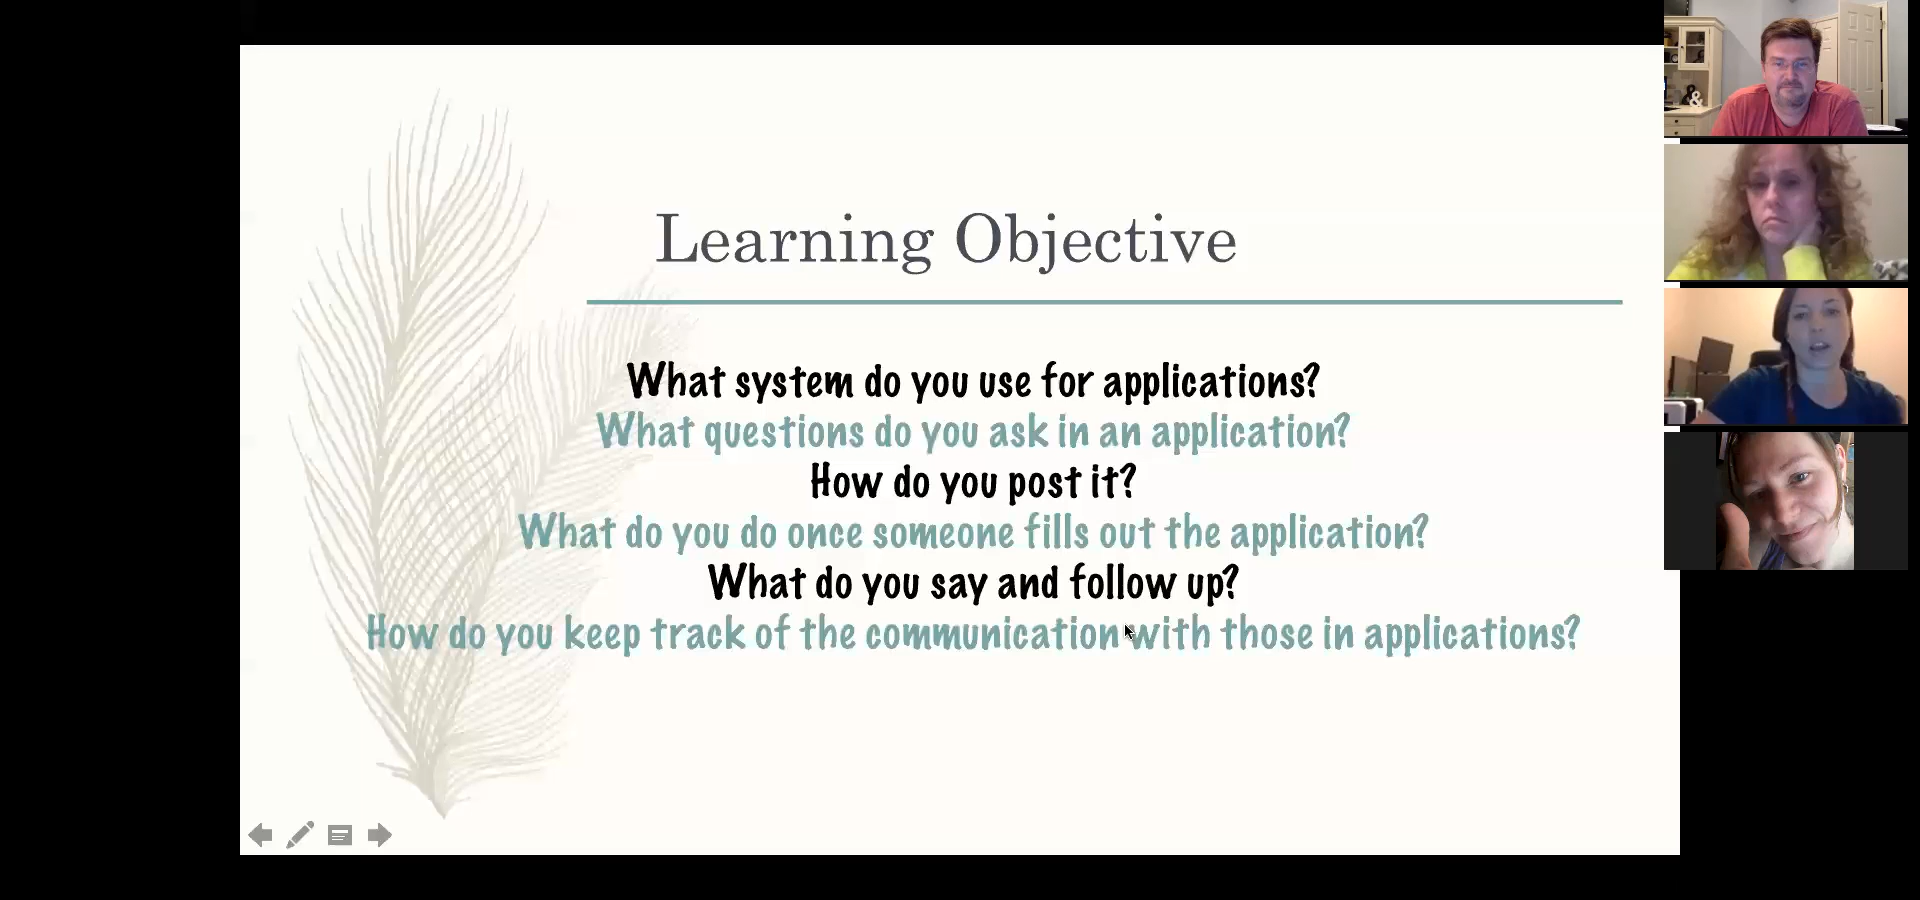 Learning Objective
What system do you use for applications?
What questions do you ask in an application?
How do you post it?
What do you do once someone fills out the application?
What do you say and follow up?
How do you keep track of the communication with those in applications?
&